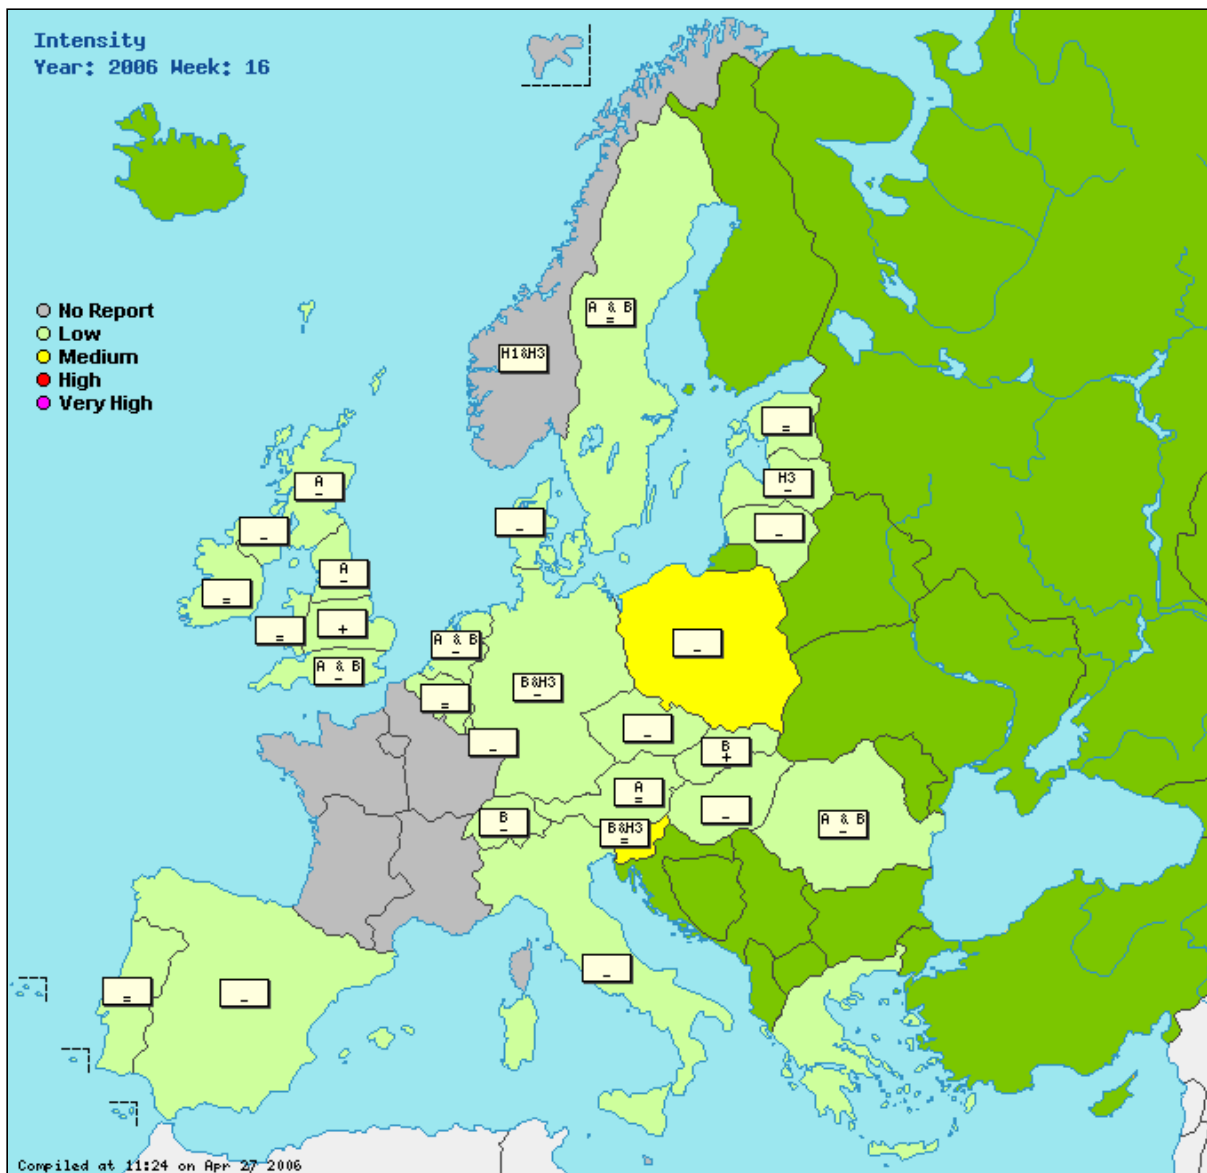 Intensity
Year: 2006 Week: 16
No Report
Low
Medium
High
Very High
A & B
=
H1&H3
=
H3
-
-
A
-
-
-
A
-
=
+
=
A & B
-
A & B
-
=
B&H3
-
-
-
-
B
+
A
=
-
B
-
B&H3
=
A & B
-
-
=
-
Compiled at 11:24 on Apr 27 2006